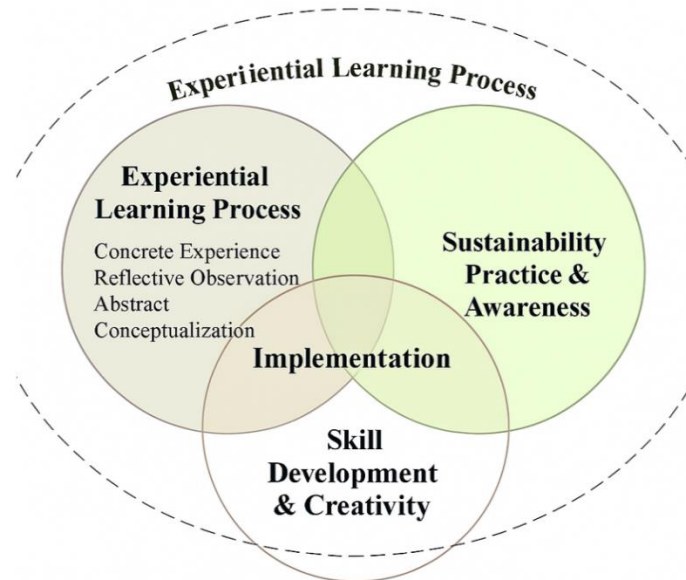 Experiiential Learning Process
Experiential
Learning Process
Concrete Experience
Reflective Observation
Abstract
Conceptualization
Sustainability
Practice &
Awareness
Implementation
Skill
Development
& Creativity